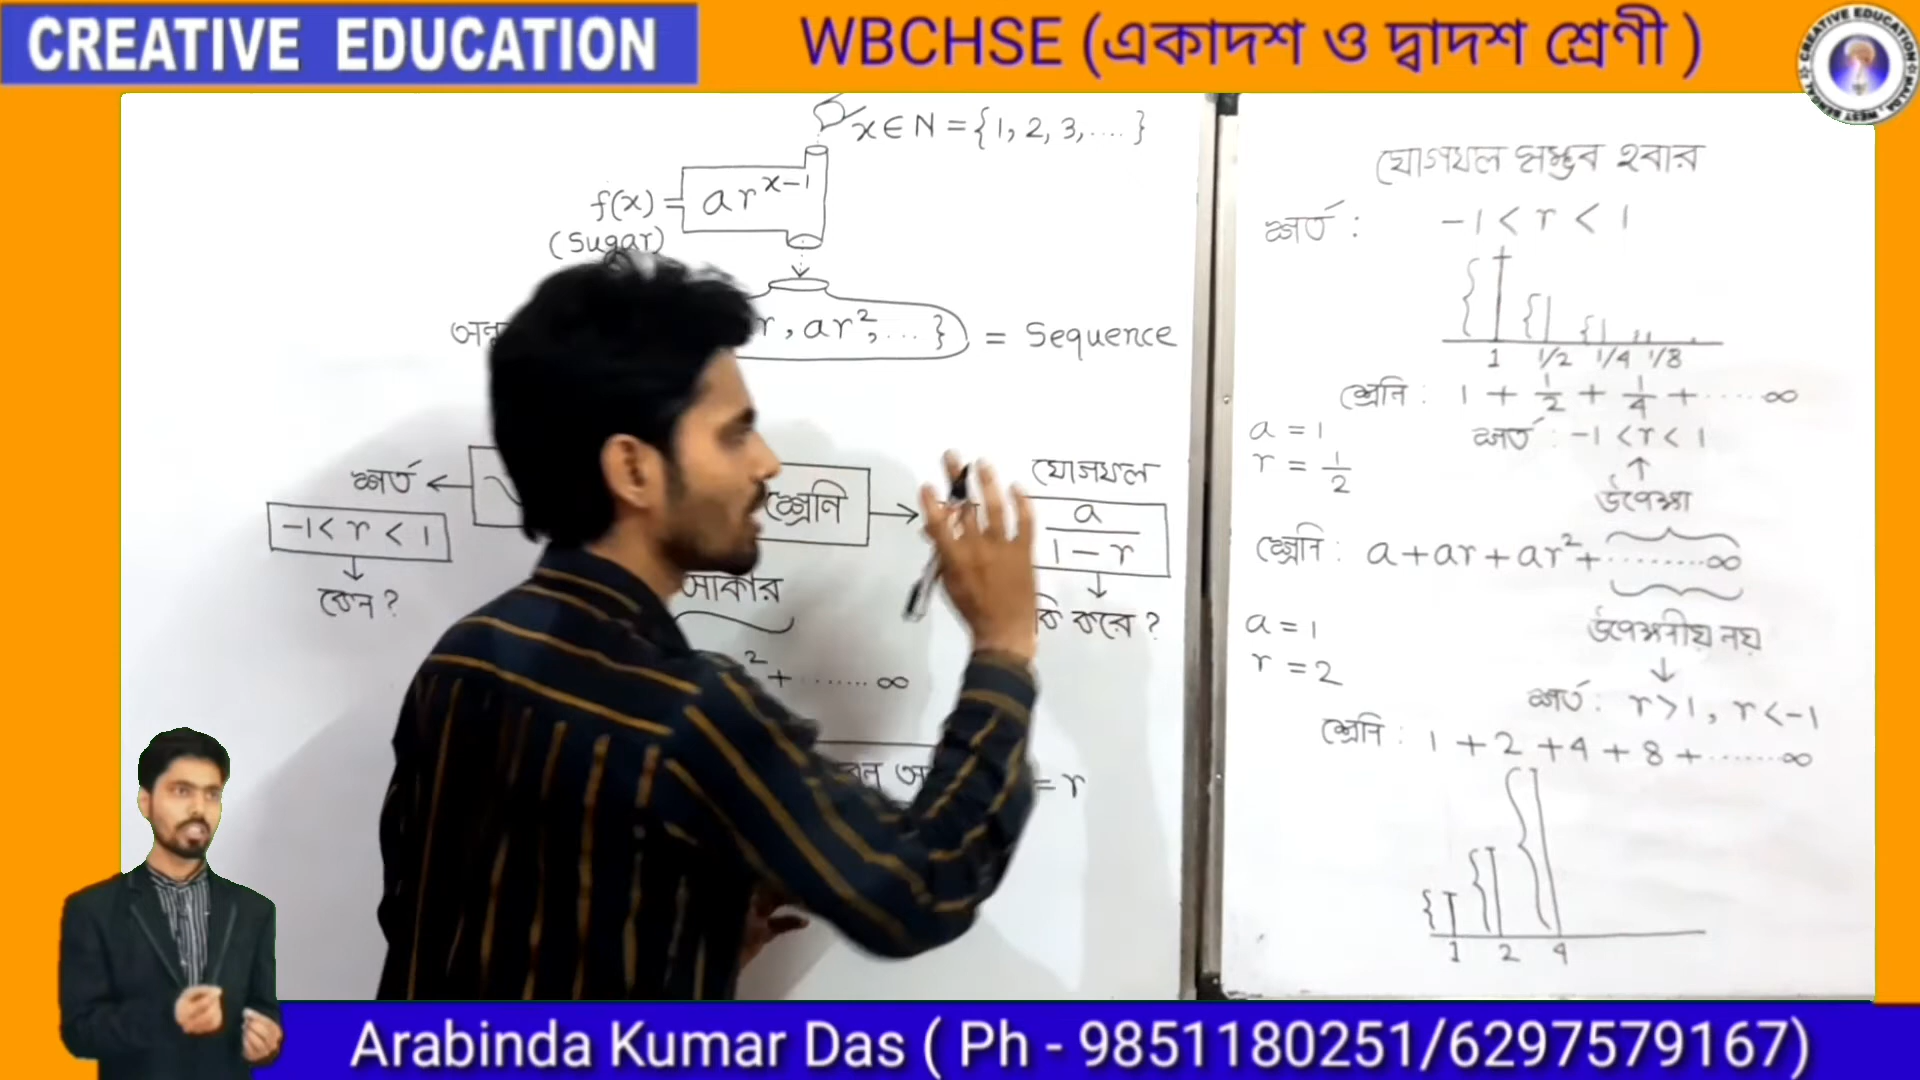 CREATIVE EDUCATION
WBCHSE (একাদশ ও দ্বাদশ শ্রেণী )
CREATIVE EDUCATION
x ∈ N = {1, 2, 3, .... }
f(x) = ar^{x-1}
(Sugar)
r, ar², ... } = Sequence
শর্ত
-1 < r < 1
কেন ?
শ্রেনি
আকার
যোগফল
a/(1 - r)
কি করে ?
² + ....... ∞
= r
যোগফল সম্ভব হবার
শর্ত : -1 < r < 1
1 1/2 1/4 1/8
শ্রেনি : 1 + 1/2 + 1/4 + ..... ∞
a = 1
r = 1/2
শর্ত : -1 < r < 1
↑
উপেক্ষা
শ্রেনি : a + ar + ar² + ......... ∞
উপেক্ষনীয় নয়
↓
a = 1
r = 2
শর্ত : r > 1, r < -1
শ্রেনি : 1 + 2 + 4 + 8 + ....... ∞
1 2 4
Arabinda Kumar Das ( Ph - 9851180251/6297579167)